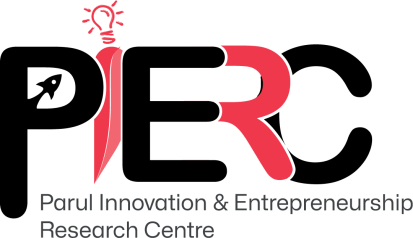 PIERC
Parul Innovation & Entrepreneurship
Research Centre